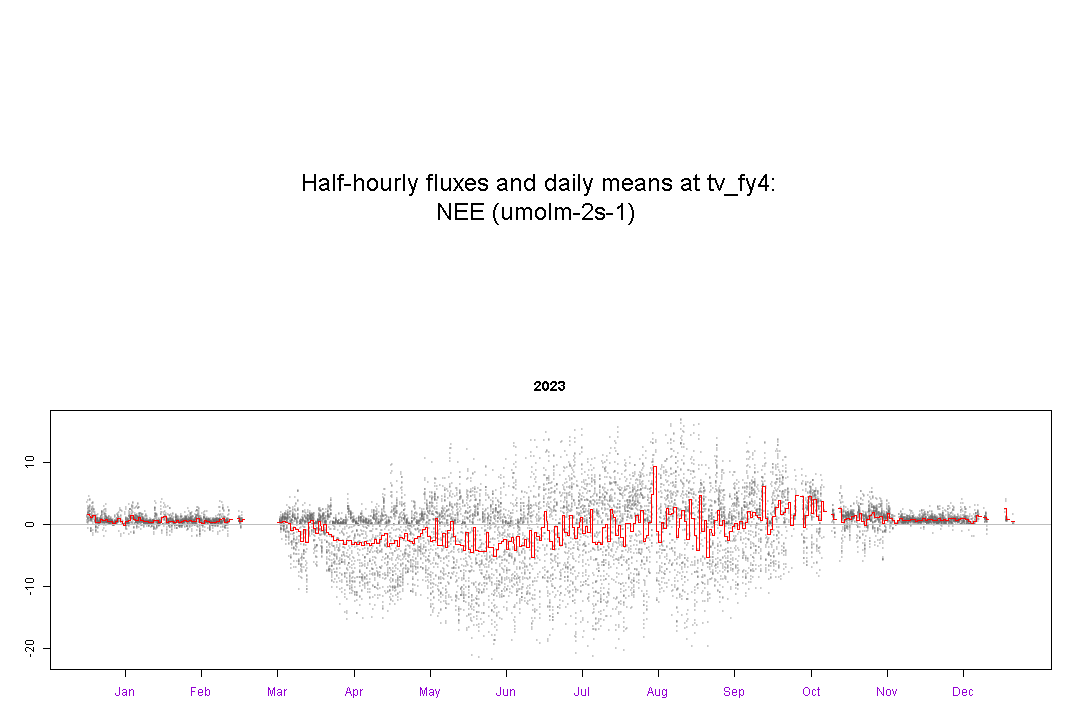 Half-hourly fluxes and daily means at tv_fy4:
NEE (umolm-2s-1)
2023
10
0
-10
-20
Jan Feb Mar Apr May Jun Jul Aug Sep Oct Nov Dec